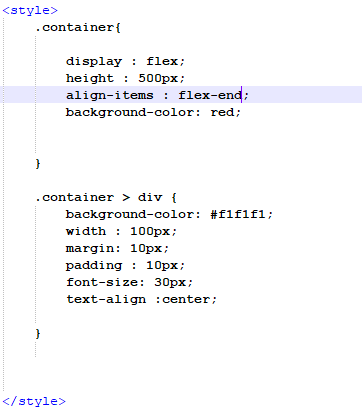 <style>
.container{
display : flex;
height : 500px;
align-items : flex-end;
background-color: red;
}
.container > div {
background-color: #f1f1f1;
width : 100px;
margin: 10px;
padding : 10px;
font-size: 30px;
text-align :center;
}
</style>